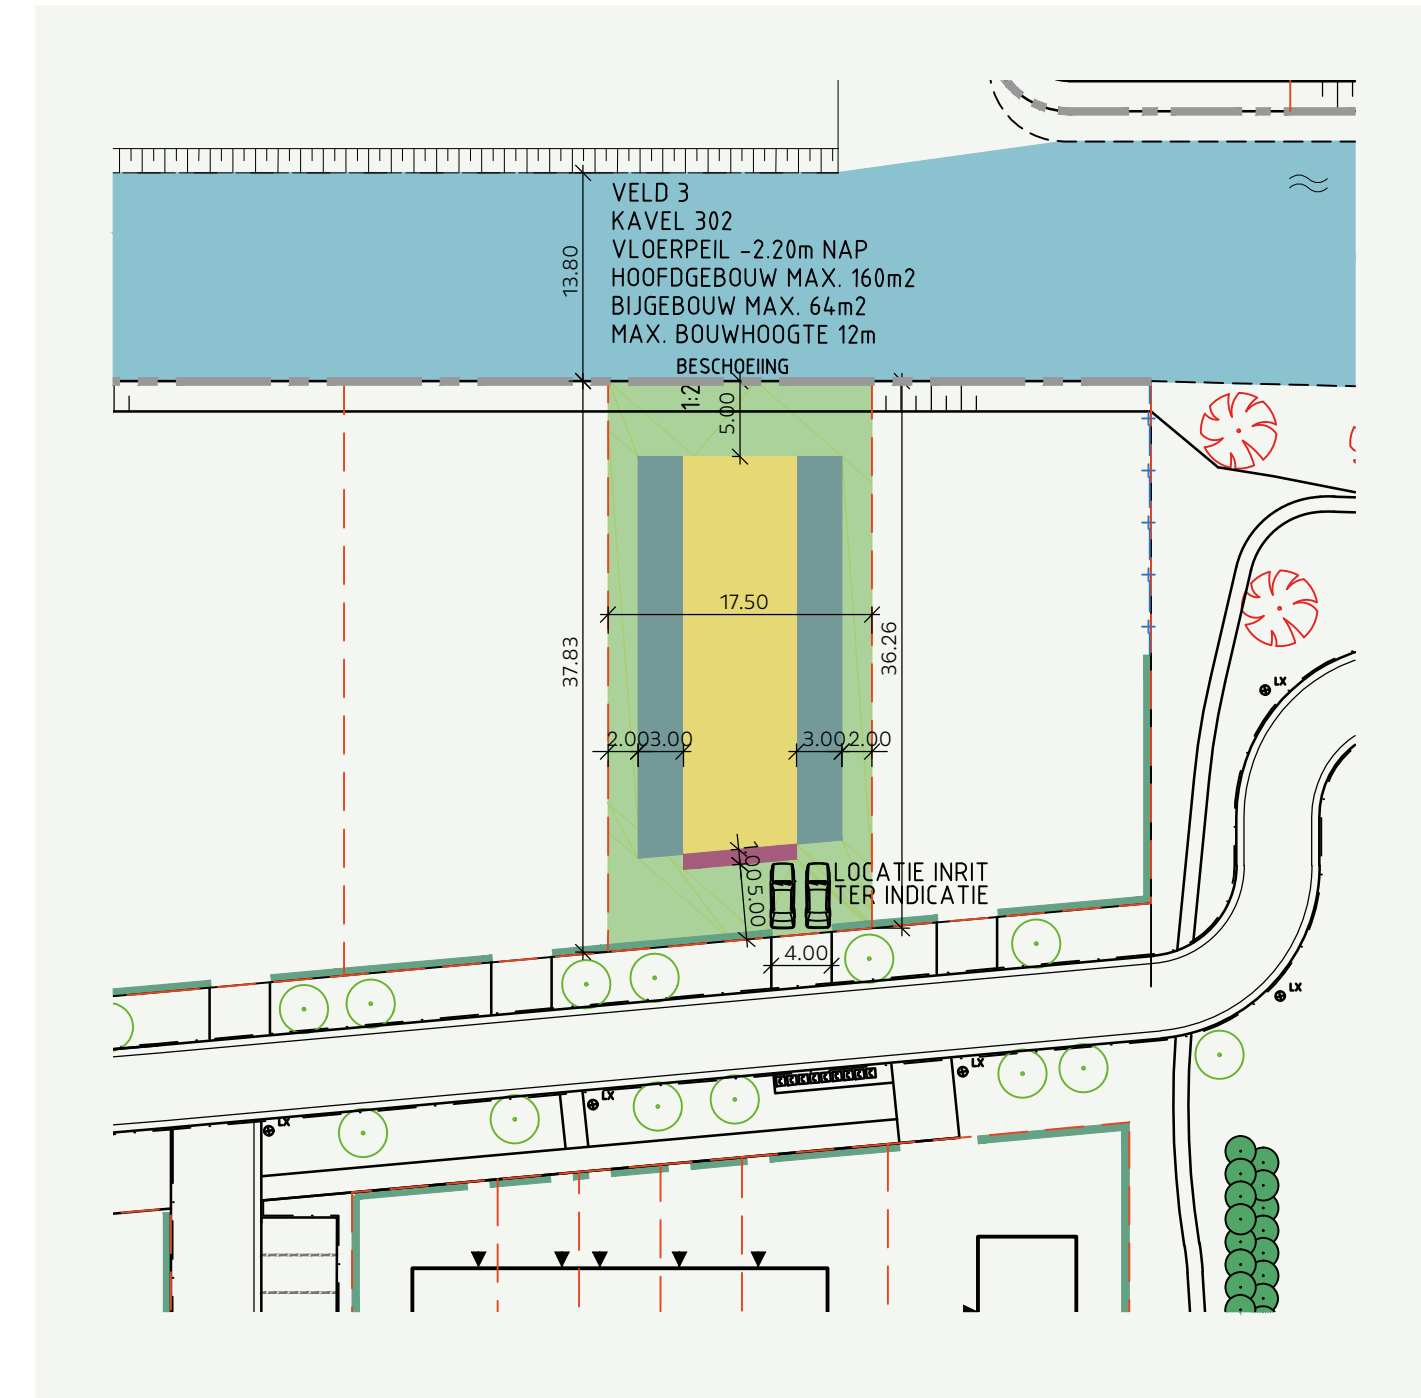 VELD 3
KAVEL 302
VLOERPEIL -2.20m NAP
HOOFDGEBOUW MAX. 160m2
BIJGEBOUW MAX. 64m2
MAX. BOUWHOOGTE 12m
13.80
BESCHOEIING
1:2
5.00
17.50
37.83
36.26
2.00
3.00
3.00
2.00
1.00
5.00
LOCATIE INRIT
TER INDICATIE
4.00
LX
LX
LX
LX
LX